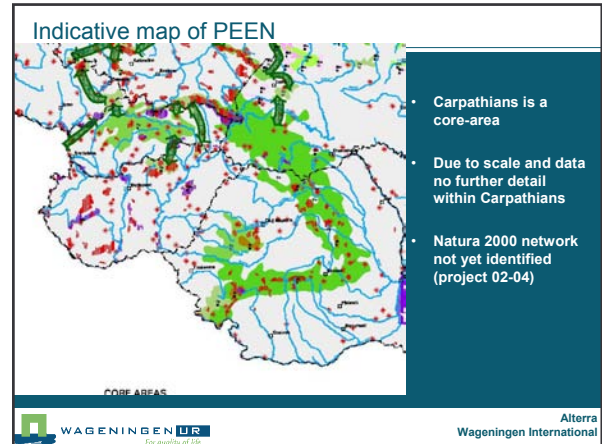 Indicative map of PEEN
• Carpathians is a
core-area
• Due to scale and data
no further detail
within Carpathians
• Natura 2000 network
not yet identified
(project 02-04)
CORE AREAS
WAGENINGEN UR
For quality of life
Alterra
Wageningen International